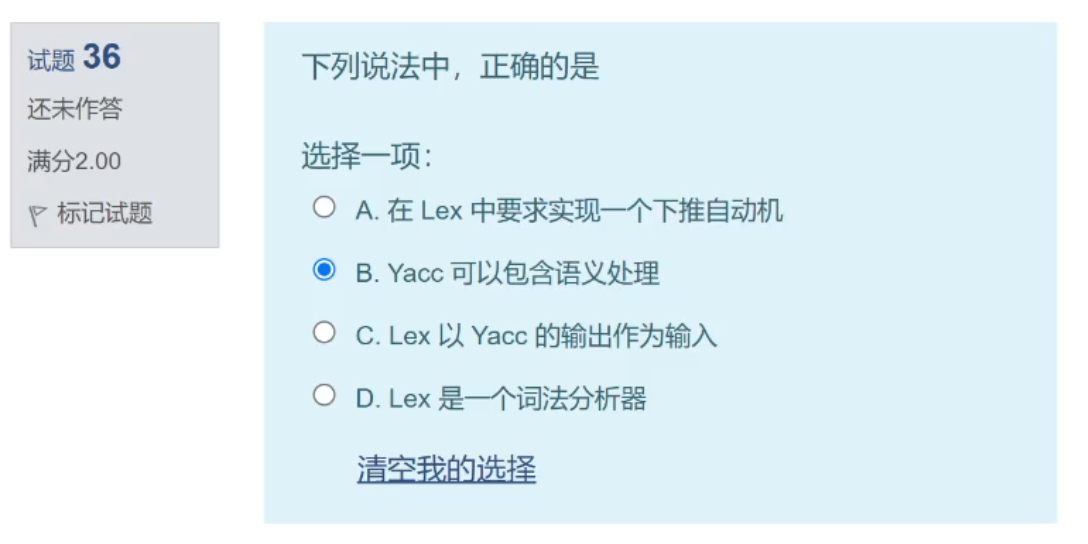 试题 36
还未作答
满分2.00
标记试题
下列说法中，正确的是
选择一项：
A. 在 Lex 中要求实现一个下推自动机
B. Yacc 可以包含语义处理
C. Lex 以 Yacc 的输出作为输入
D. Lex 是一个词法分析器
清空我的选择